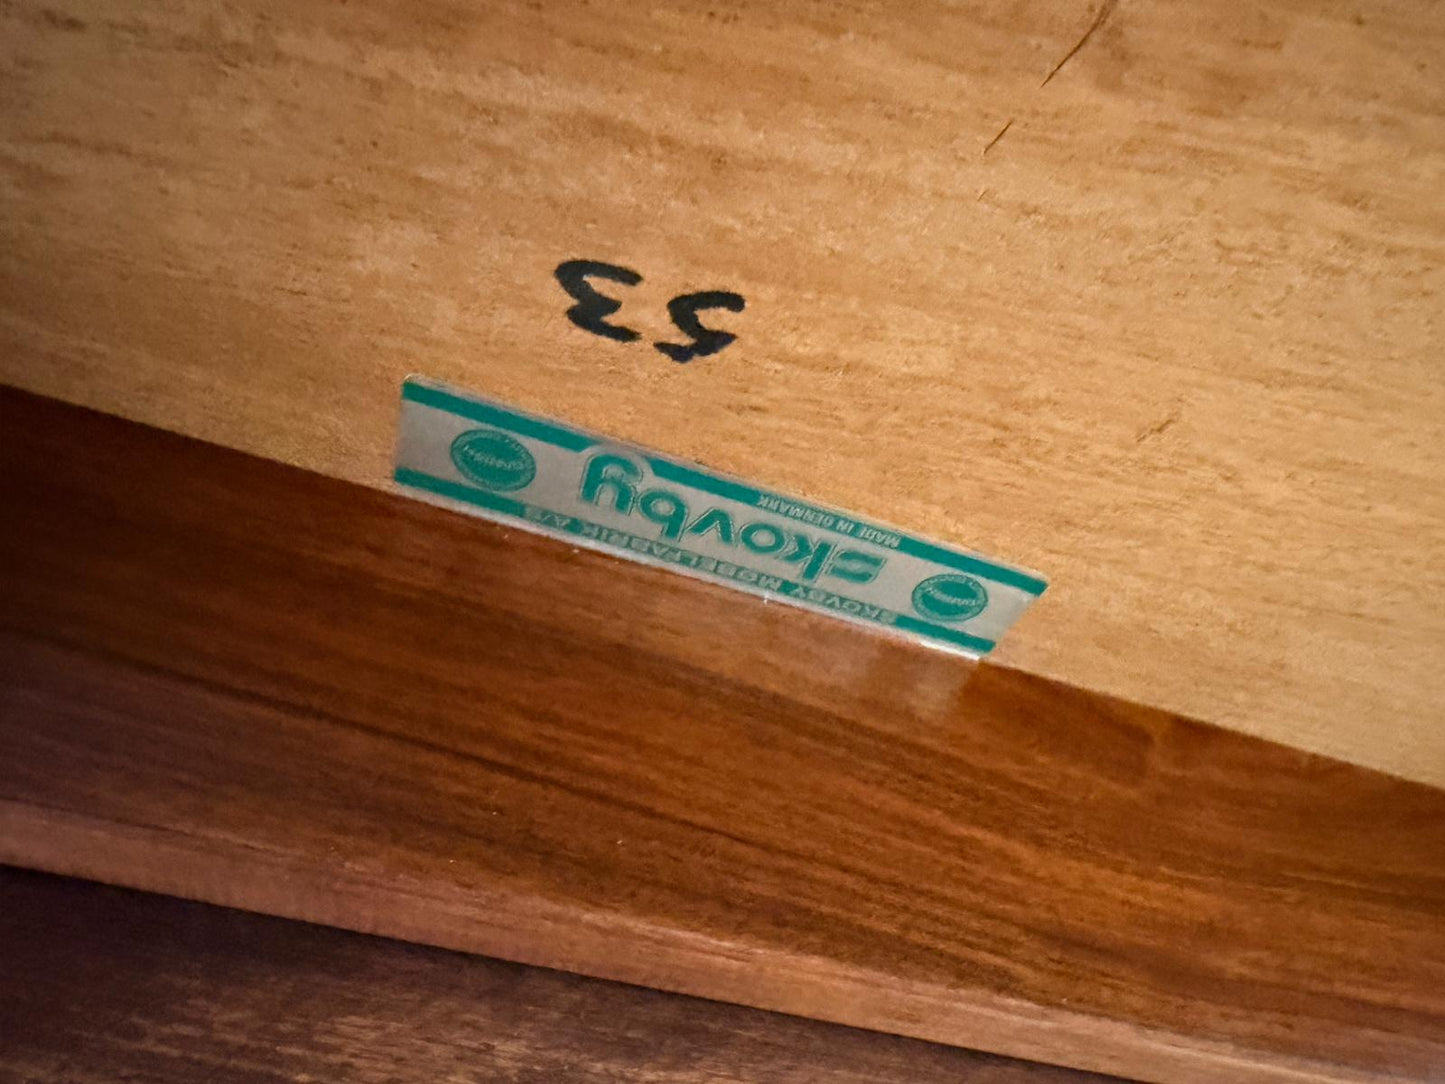 53
SKOVBY MØBELFABRIK A/S
skovby
MADE IN DENMARK